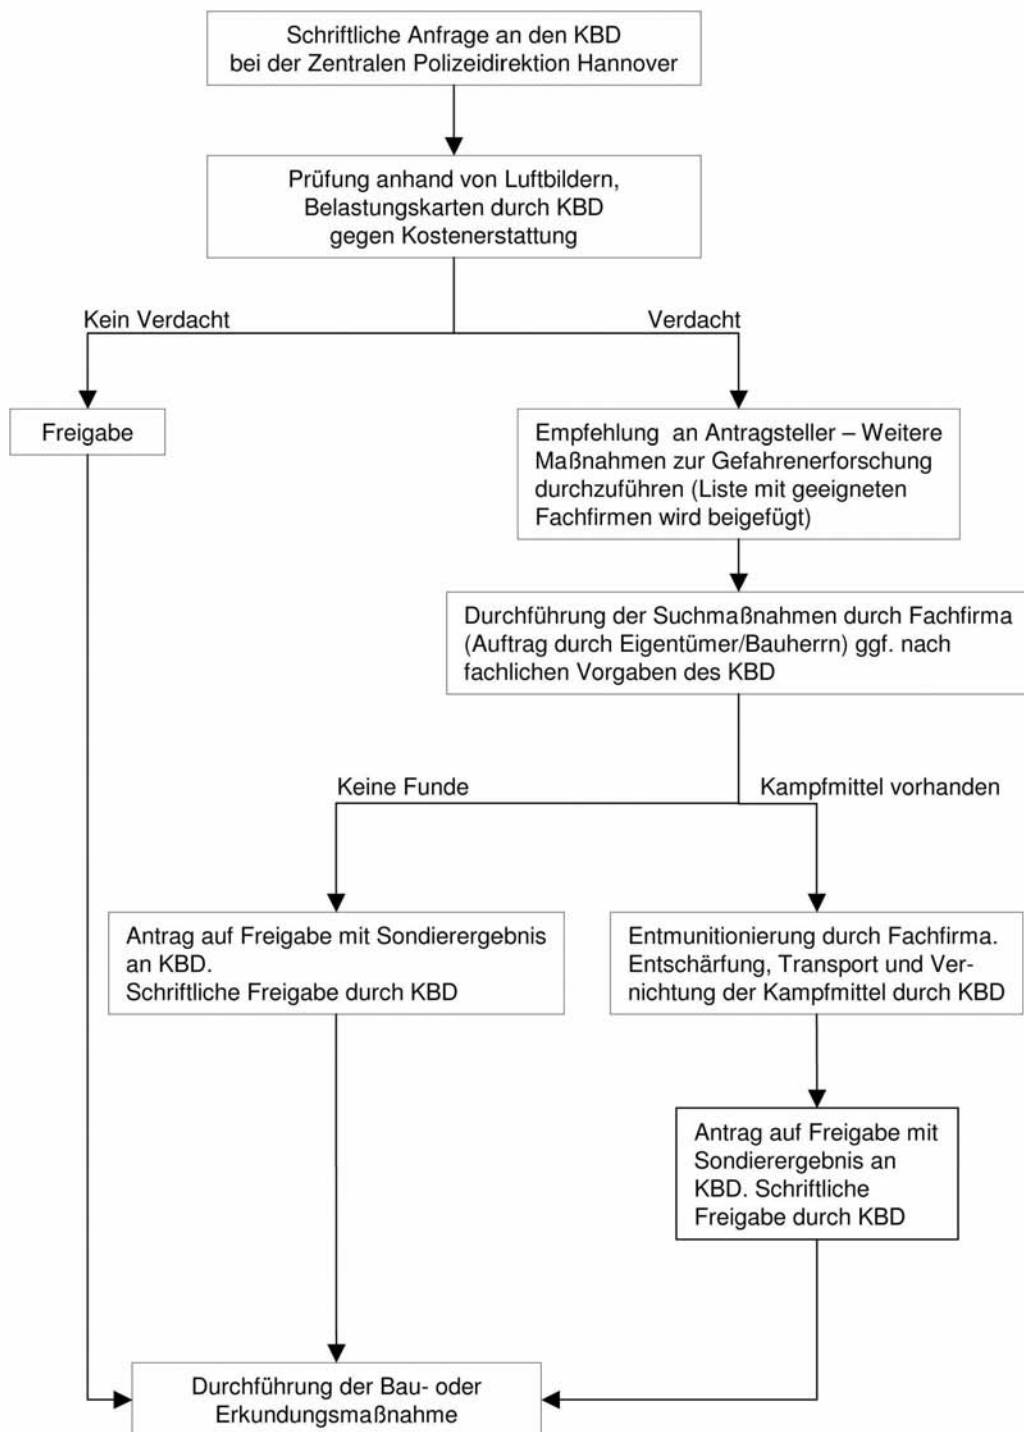 Schriftliche Anfrage an den KBD
bei der Zentralen Polizeidirektion Hannover
Prüfung anhand von Luftbildern,
Belastungskarten durch KBD
gegen Kostenerstattung
Kein Verdacht
Verdacht
Freigabe
Empfehlung an Antragsteller – Weitere
Maßnahmen zur Gefahrenerforschung
durchzuführen (Liste mit geeigneten
Fachfirmen wird beigefügt)
Durchführung der Suchmaßnahmen durch Fachfirma
(Auftrag durch Eigentümer/Bauherrn) ggf. nach
fachlichen Vorgaben des KBD
Keine Funde
Kampfmittel vorhanden
Antrag auf Freigabe mit Sondierergebnis
an KBD.
Schriftliche Freigabe durch KBD
Entmunitionierung durch Fachfirma.
Entschärfung, Transport und Ver-
nichtung der Kampfmittel durch KBD
Antrag auf Freigabe mit
Sondierergebnis an
KBD. Schriftliche
Freigabe durch KBD
Durchführung der Bau- oder
Erkundungsmaßnahme